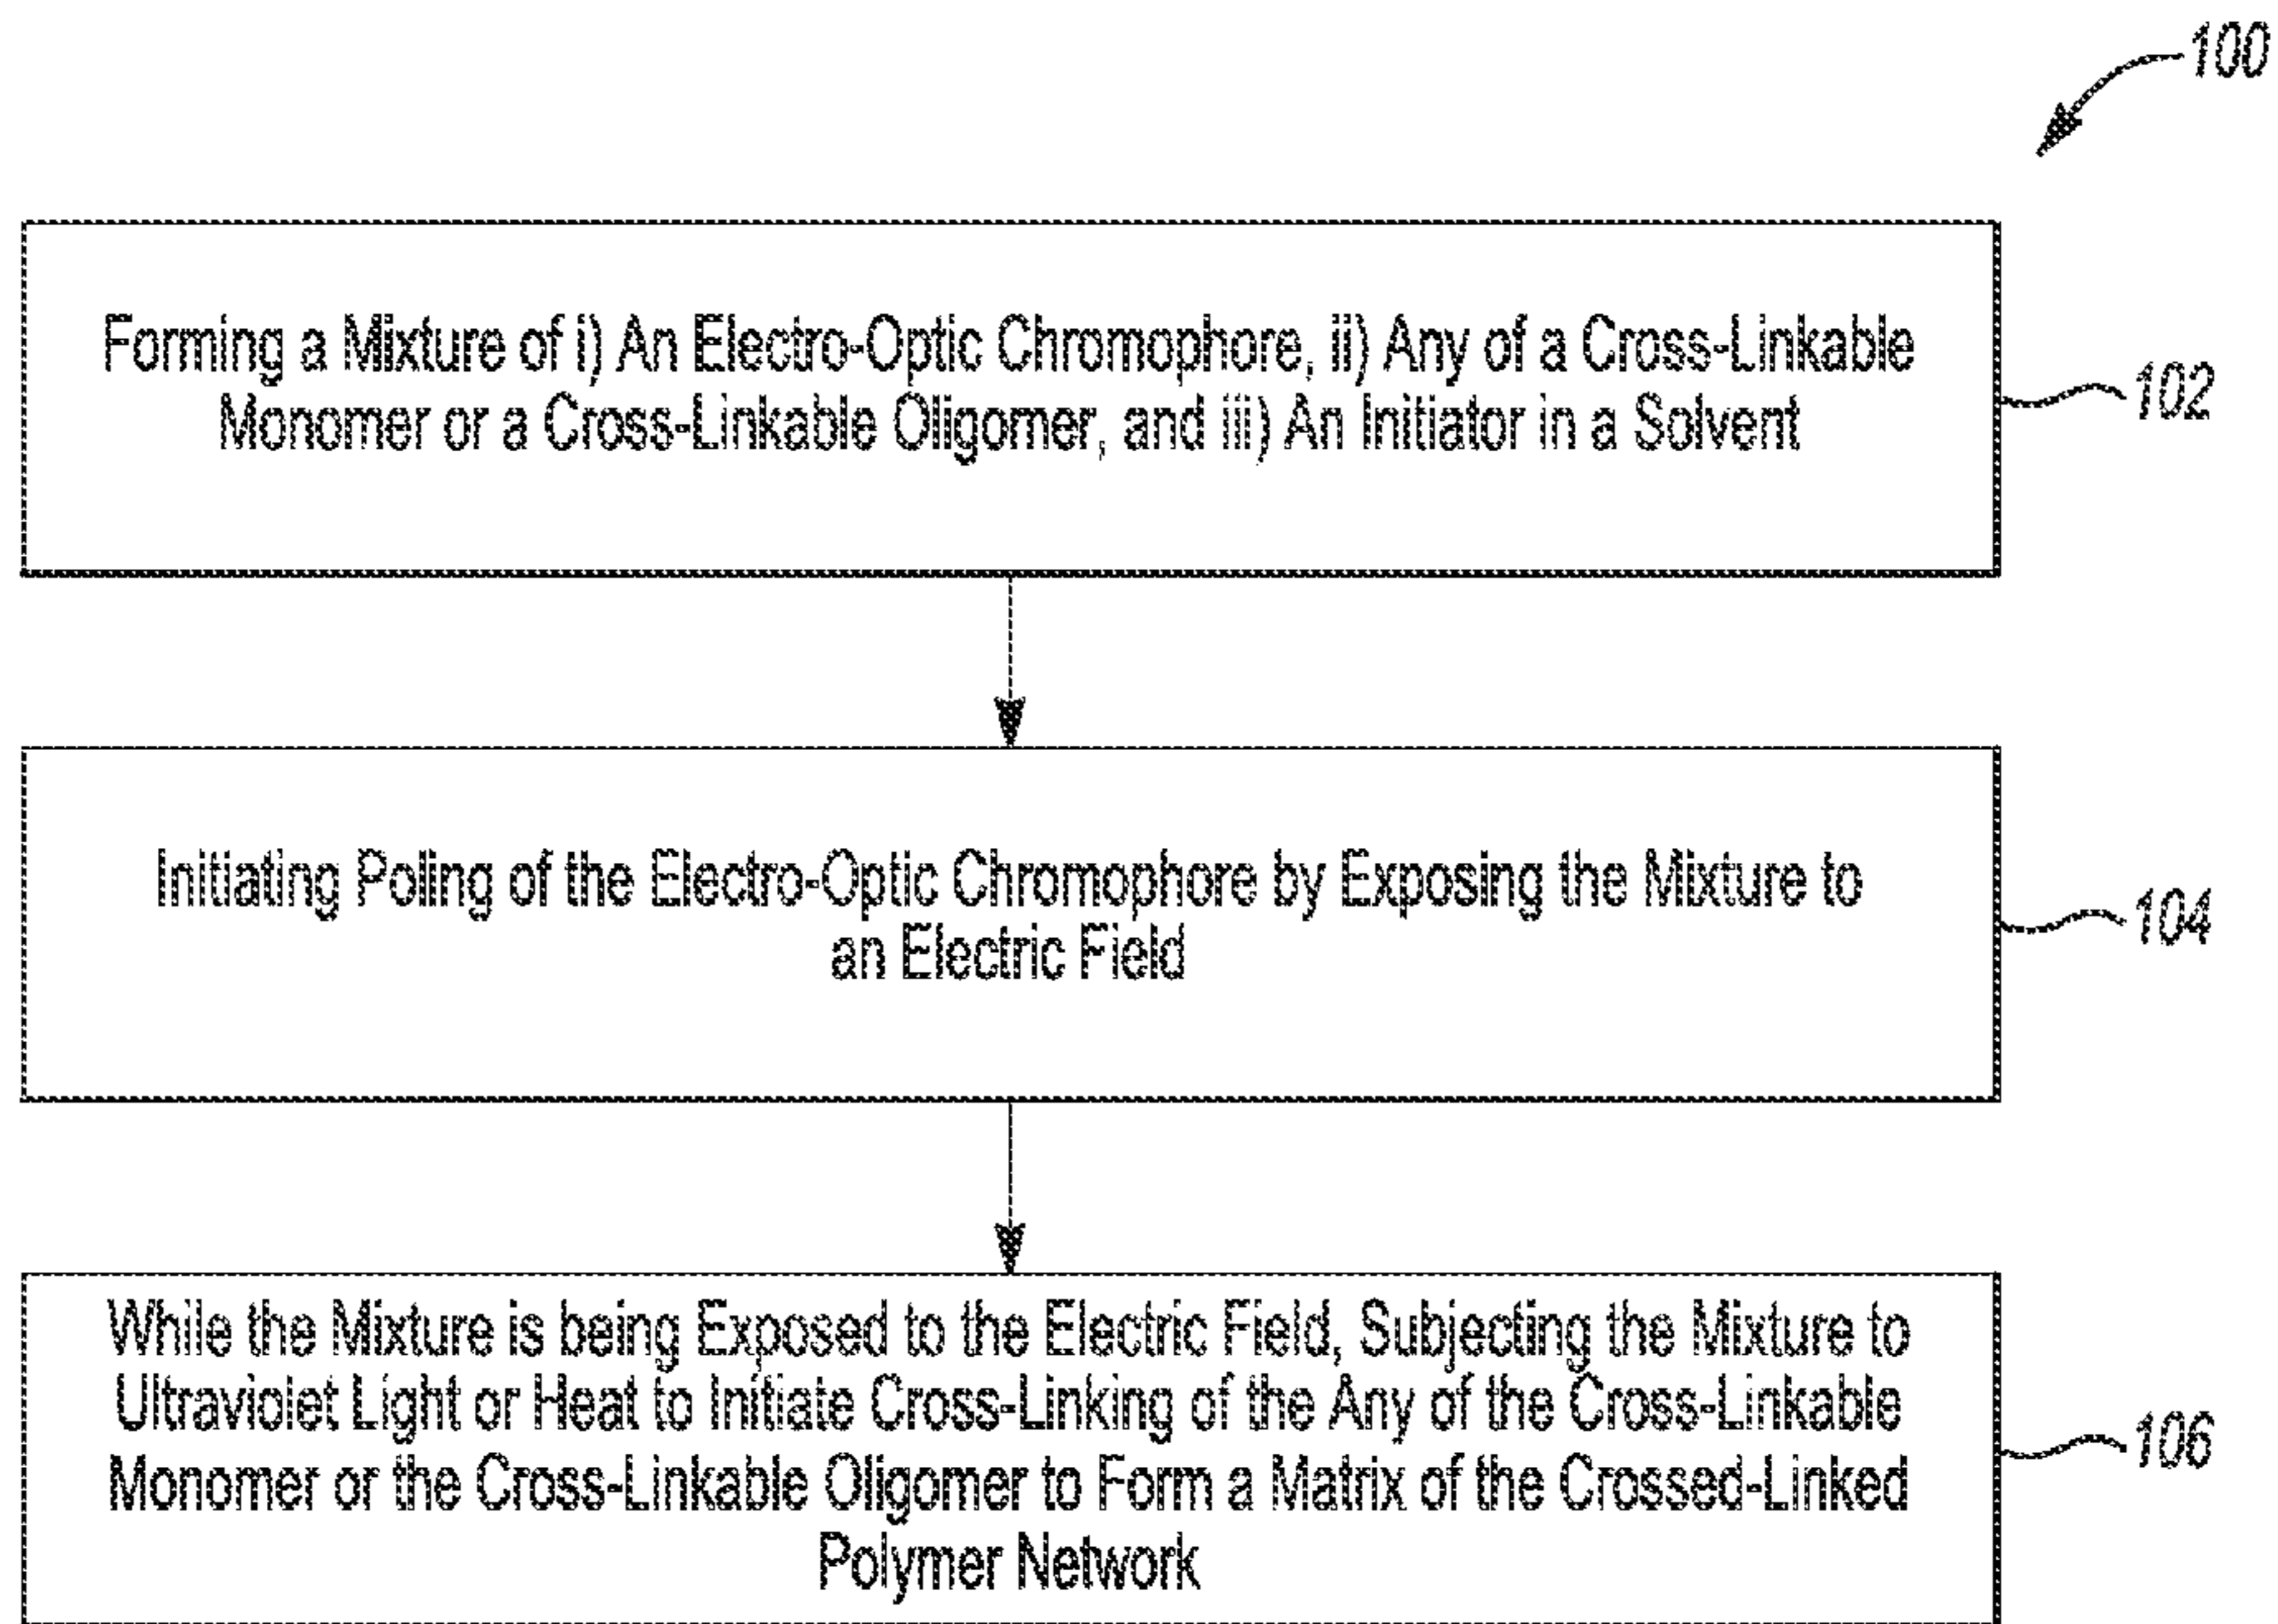 100
Forming a Mixture of i) An Electro-Optic Chromophore, ii) Any of a Cross-Linkable
Monomer or a Cross-Linkable Oligomer, and iii) An Initiator in a Solvent
102
Initiating Poling of the Electro-Optic Chromophore by Exposing the Mixture to
an Electric Field
104
While the Mixture is being Exposed to the Electric Field, Subjecting the Mixture to
Ultraviolet Light or Heat to Initiate Cross-Linking of the Any of the Cross-Linkable
Monomer or the Cross-Linkable Oligomer to Form a Matrix of the Crossed-Linked
Polymer Network
106